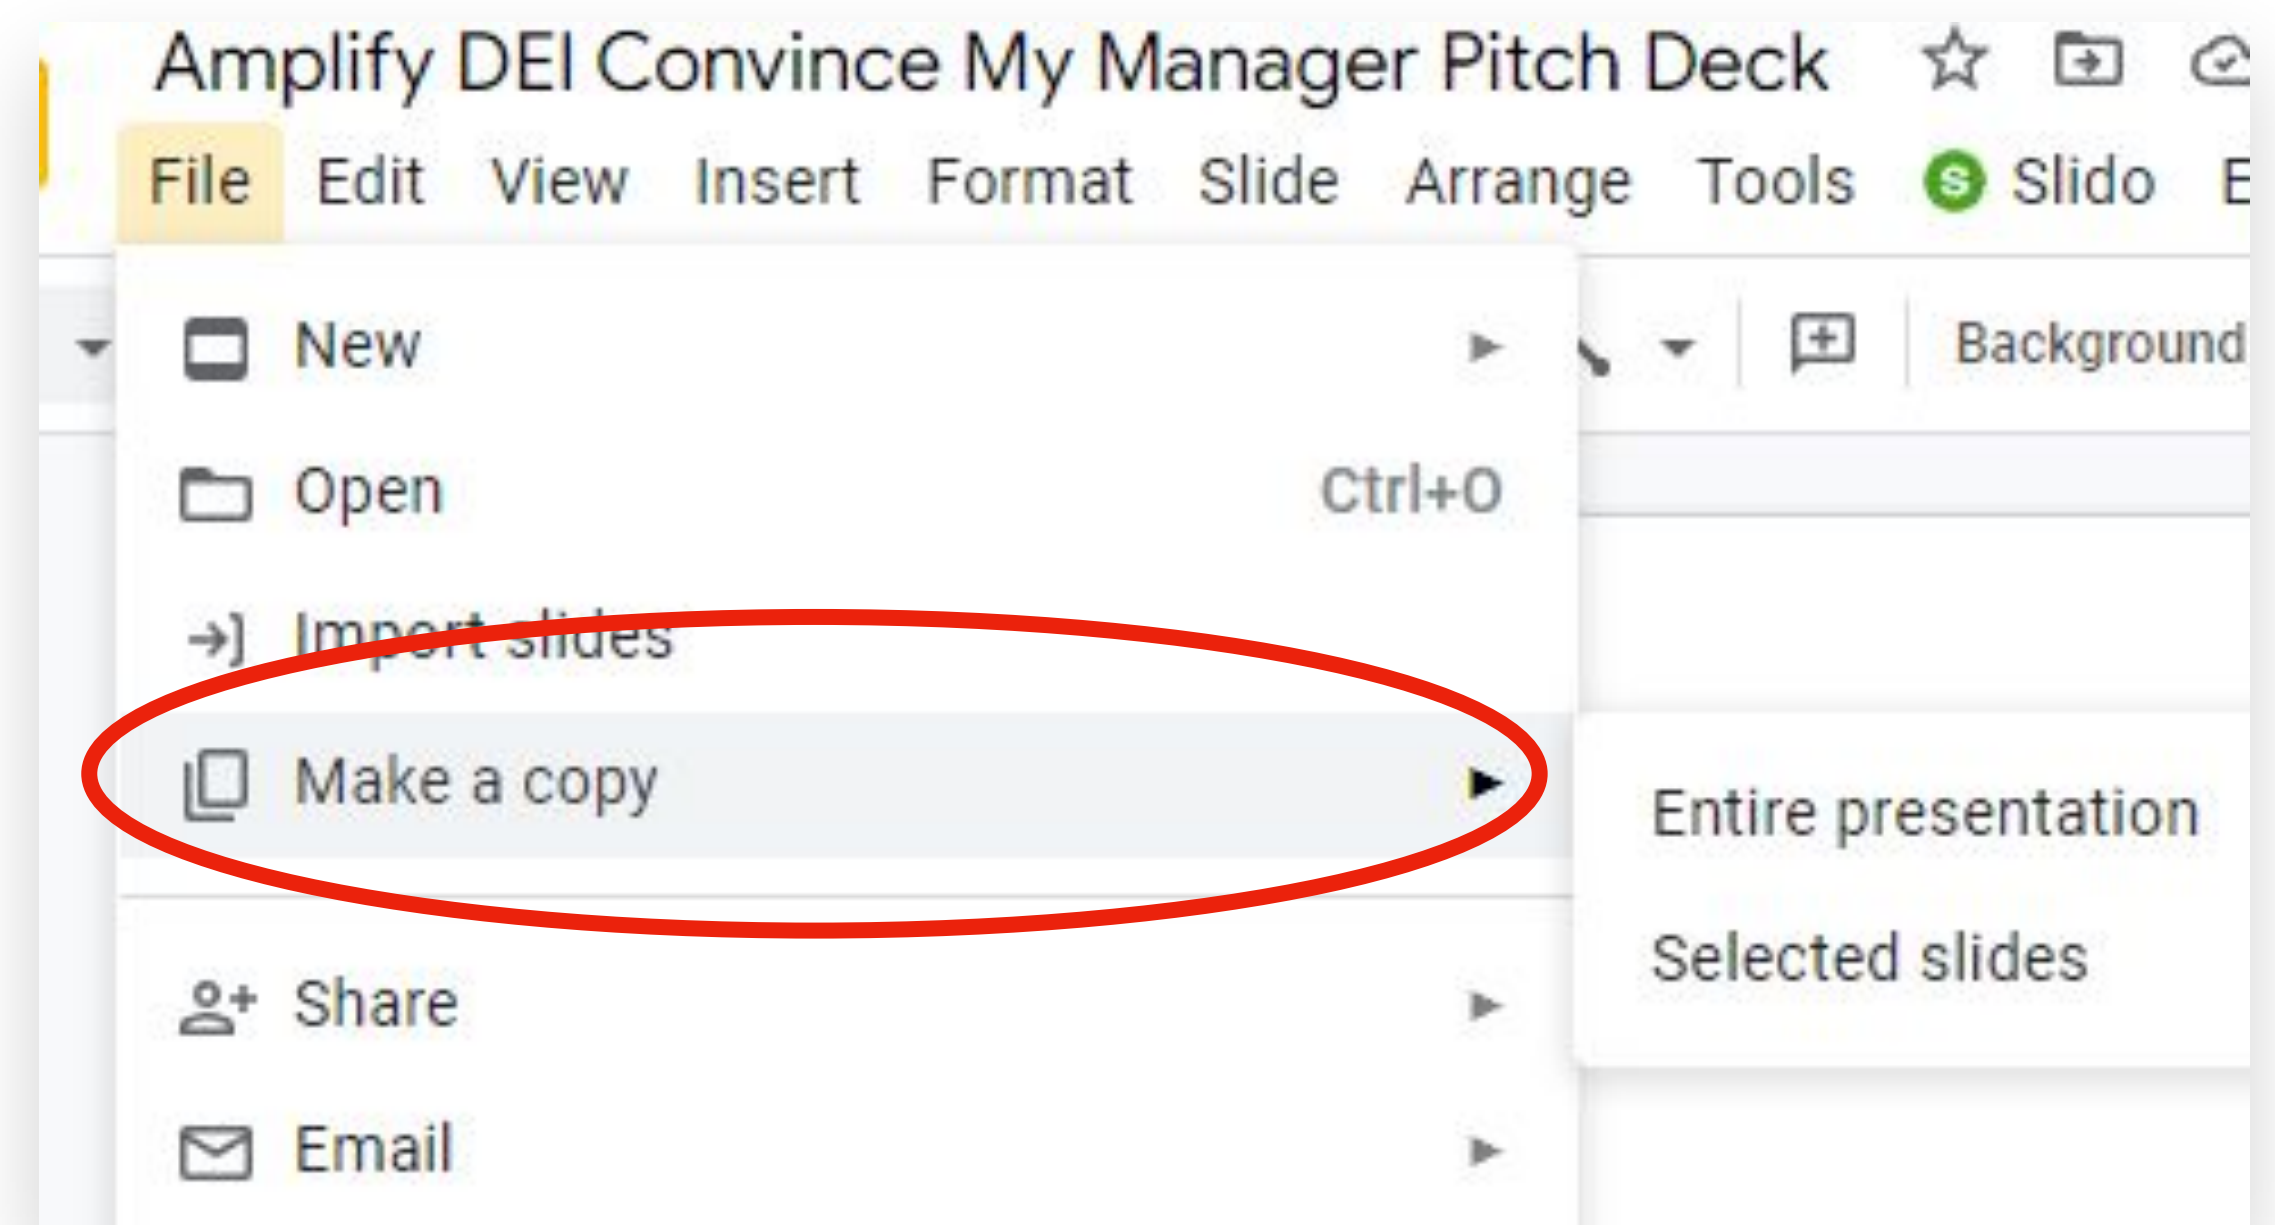 Amplify DEI Convince My Manager Pitch Deck
File Edit View Insert Format Slide Arrange Tools S Slido E
Background
New
Open Ctrl+O
Import slides
Make a copy
Entire presentation
Selected slides
Share
Email